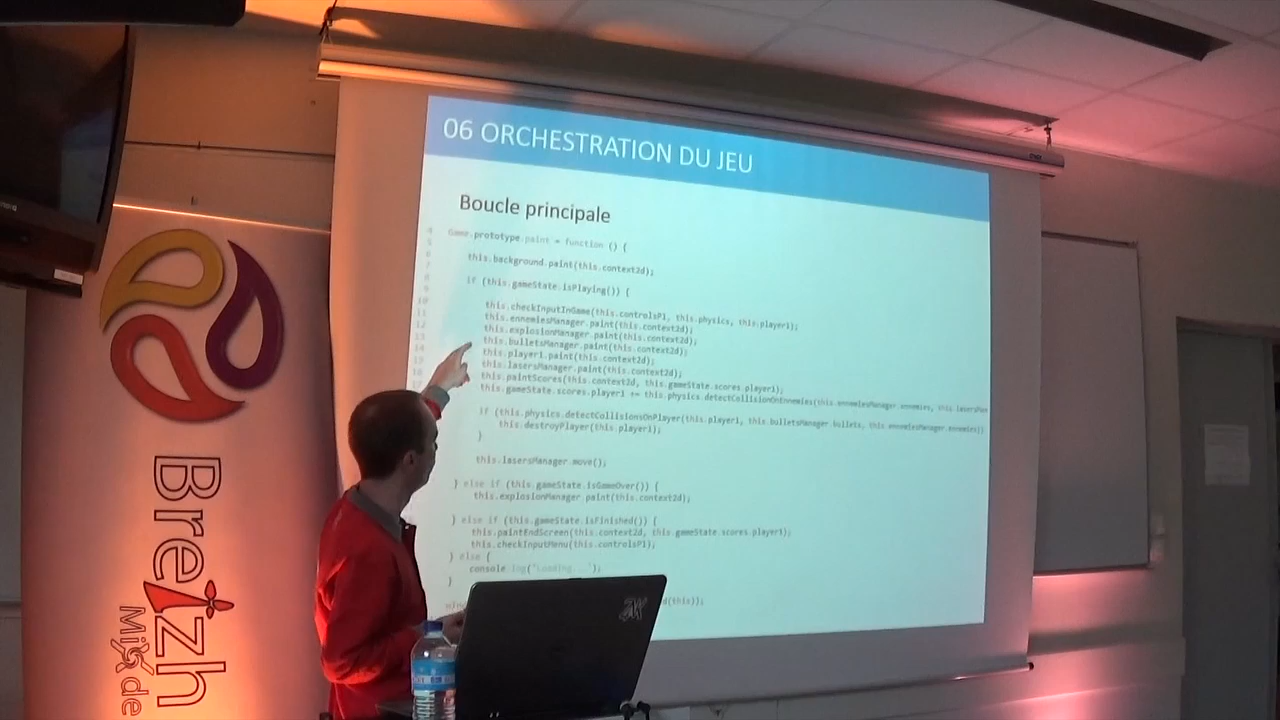 06 ORCHESTRATION DU JEU
Boucle principale
Game.prototype.paint = function () {
this.background.paint(this.context2d);
if (this.gameState.isPlaying()) {
this.checkInputInGame(this.controlsP1, this.physics, this.player1);
this.ennemiesManager.paint(this.context2d);
this.explosionManager.paint(this.context2d);
this.bulletsManager.paint(this.context2d);
this.player1.paint(this.context2d);
this.lasersManager.paint(this.context2d);
this.paintScores(this.context2d, this.gameState.scores.player1);
this.gameState.scores.player1 += this.physics.detectCollisionOnEnnemies(this.ennemiesManager.ennemies, this.lasersMan
if (this.physics.detectCollisionsOnPlayer(this.player1, this.bulletsManager.bullets, this.ennemiesManager.ennemies))
this.destroyPlayer(this.player1);
}
this.lasersManager.move();
} else if (this.gameState.isGameOver()) {
this.explosionManager.paint(this.context2d);
} else if (this.gameState.isFinished()) {
this.paintEndScreen(this.context2d, this.gameState.scores.player1);
this.checkInputMenu(this.controlsP1);
} else {
console.log("Loading...");
}
(this));
Breizh